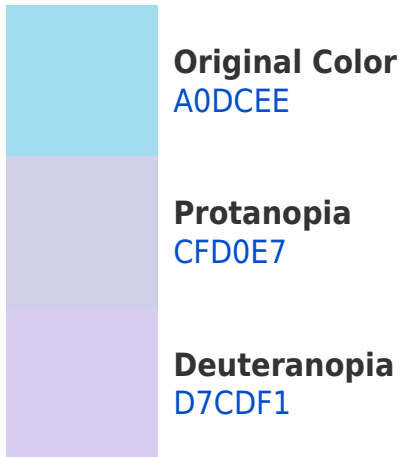 Original Color
A0DCEE
Protanopia
CFD0E7
Deuteranopia
D7CDF1